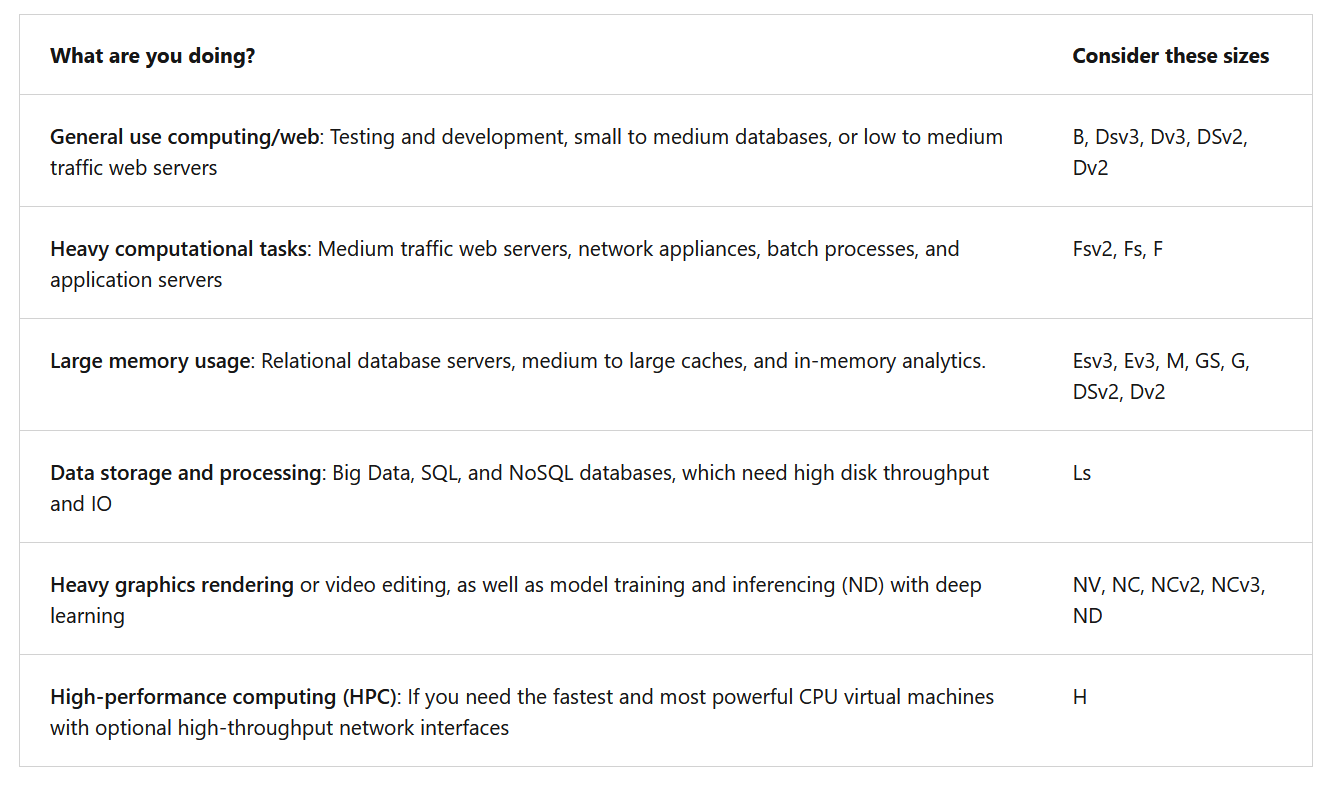 What are you doing?
Consider these sizes
General use computing/web: Testing and development, small to medium databases, or low to medium
traffic web servers
B, Dsv3, Dv3, DSv2,
Dv2
Heavy computational tasks: Medium traffic web servers, network appliances, batch processes, and
application servers
Fsv2, Fs, F
Large memory usage: Relational database servers, medium to large caches, and in-memory analytics.
Esv3, Ev3, M, GS, G,
DSv2, Dv2
Data storage and processing: Big Data, SQL, and NoSQL databases, which need high disk throughput
and IO
Ls
Heavy graphics rendering or video editing, as well as model training and inferencing (ND) with deep
learning
NV, NC, NCv2, NCv3,
ND
High-performance computing (HPC): If you need the fastest and most powerful CPU virtual machines
with optional high-throughput network interfaces
H